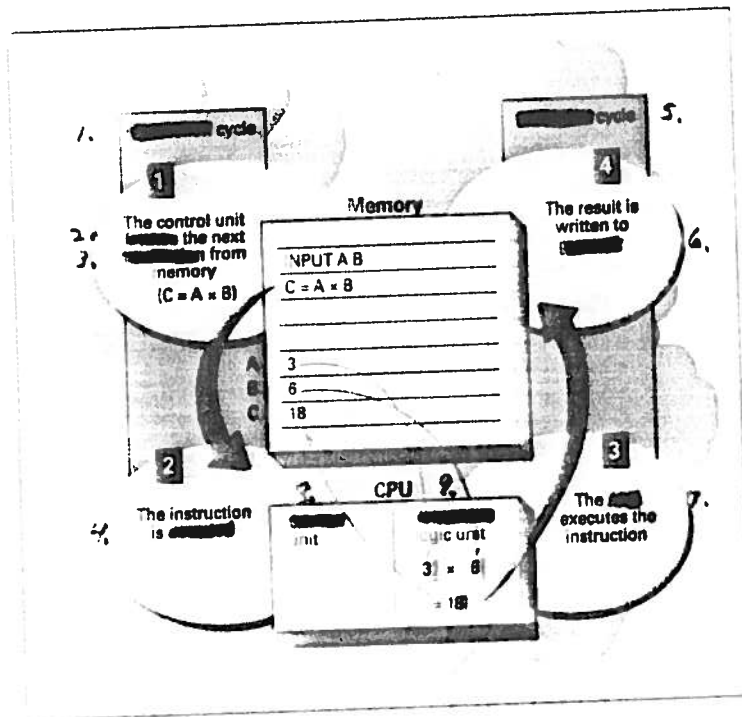 1. cycle
cycle 5.
1
4
2. The control unit
the next
3. from
memory
(C = A × B)
Memory
The result is
written to
6.
INPUT A B
C = A × B
A 3
B 6
C 18
2
3
CPU
The instruction
4. is
unit
logic unit
3 × 6
= 18
The 7.
executes the
instruction